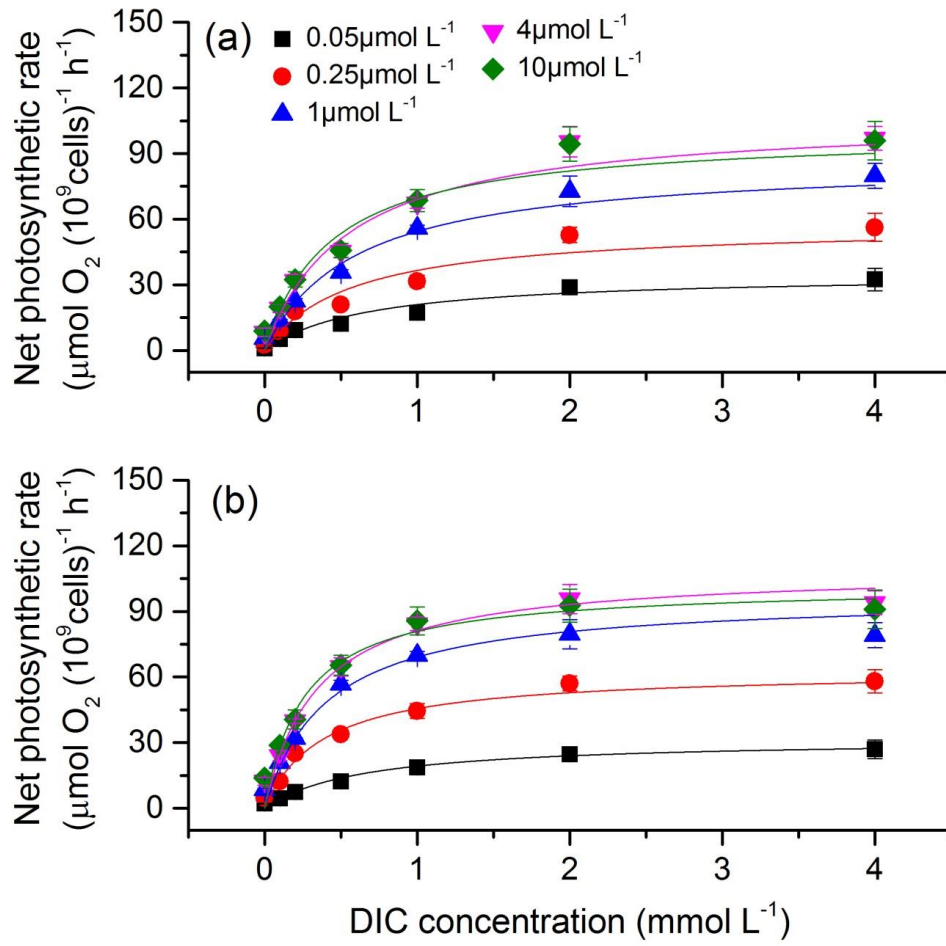 (a)
0.05μmol L⁻¹
4μmol L⁻¹
0.25μmol L⁻¹
10μmol L⁻¹
1μmol L⁻¹
Net photosynthetic rate
(μmol O₂ (10⁹cells)⁻¹ h⁻¹)
150
120
90
60
30
0
0 1 2 3 4
(b)
Net photosynthetic rate
(μmol O₂ (10⁹cells)⁻¹ h⁻¹)
150
120
90
60
30
0
0 1 2 3 4
DIC concentration (mmol L⁻¹)